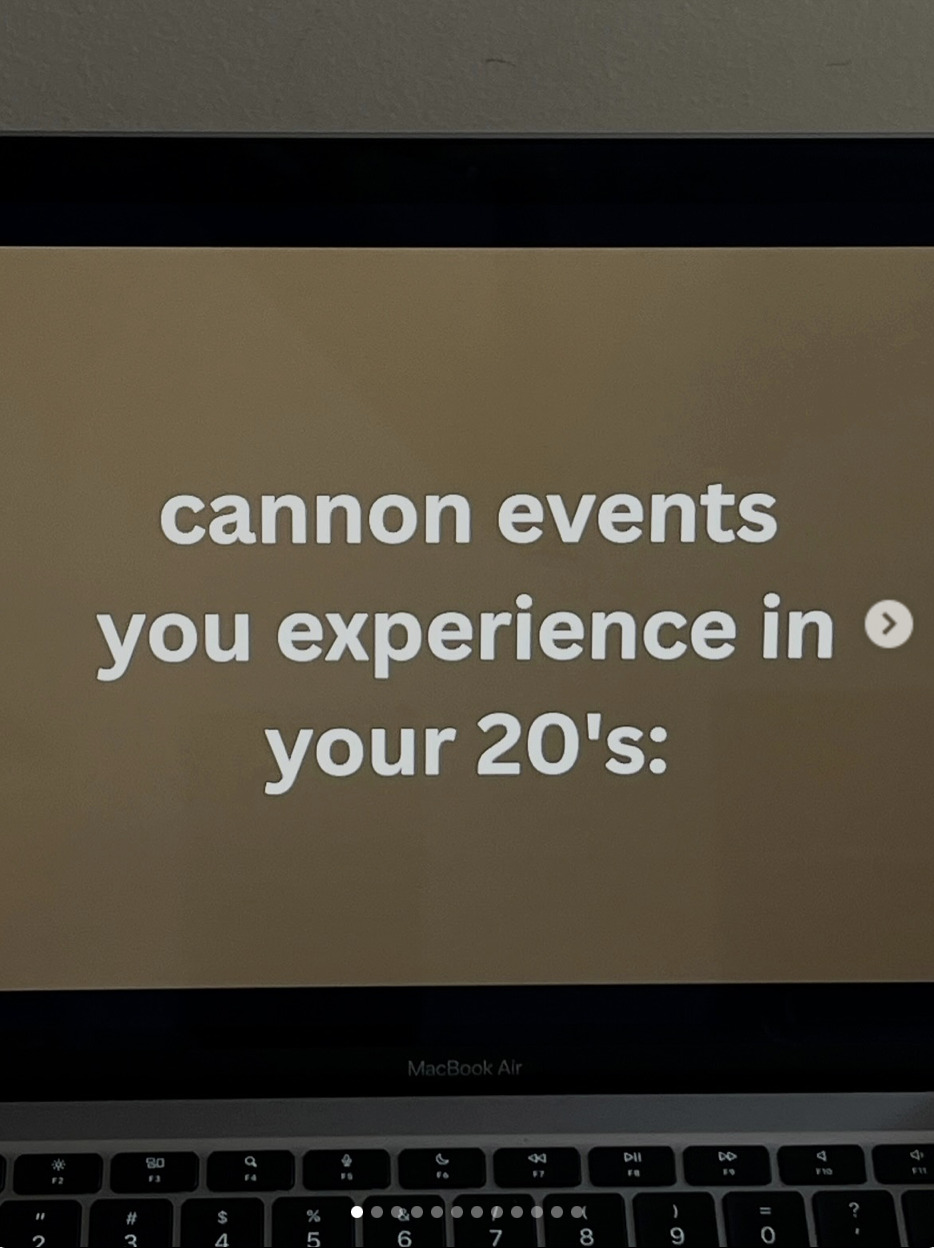 cannon events
you experience in
your 20's:
MacBook Air
F2 F3 F4 F5 F6 F7 F8 F9 F10 F11
" # $ % & / ( ) = ?
2 3 4 5 6 7 8 9 0 '